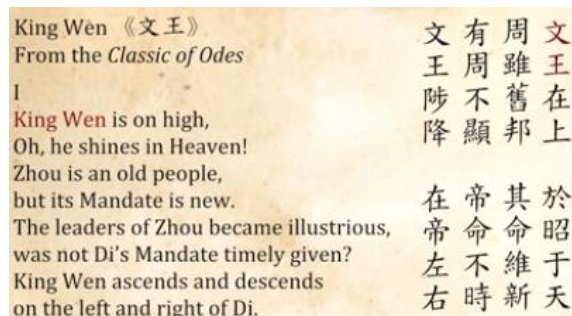 King Wen 《文王》
From the Classic of Odes
I
King Wen is on high,
Oh, he shines in Heaven!
Zhou is an old people,
but its Mandate is new.
The leaders of Zhou became illustrious,
was not Di's Mandate timely given?
King Wen ascends and descends
on the left and right of Di.
文王在上
於昭于天
周雖舊邦
其命維新
有周不顯
帝命不時
文王陟降
在帝左右